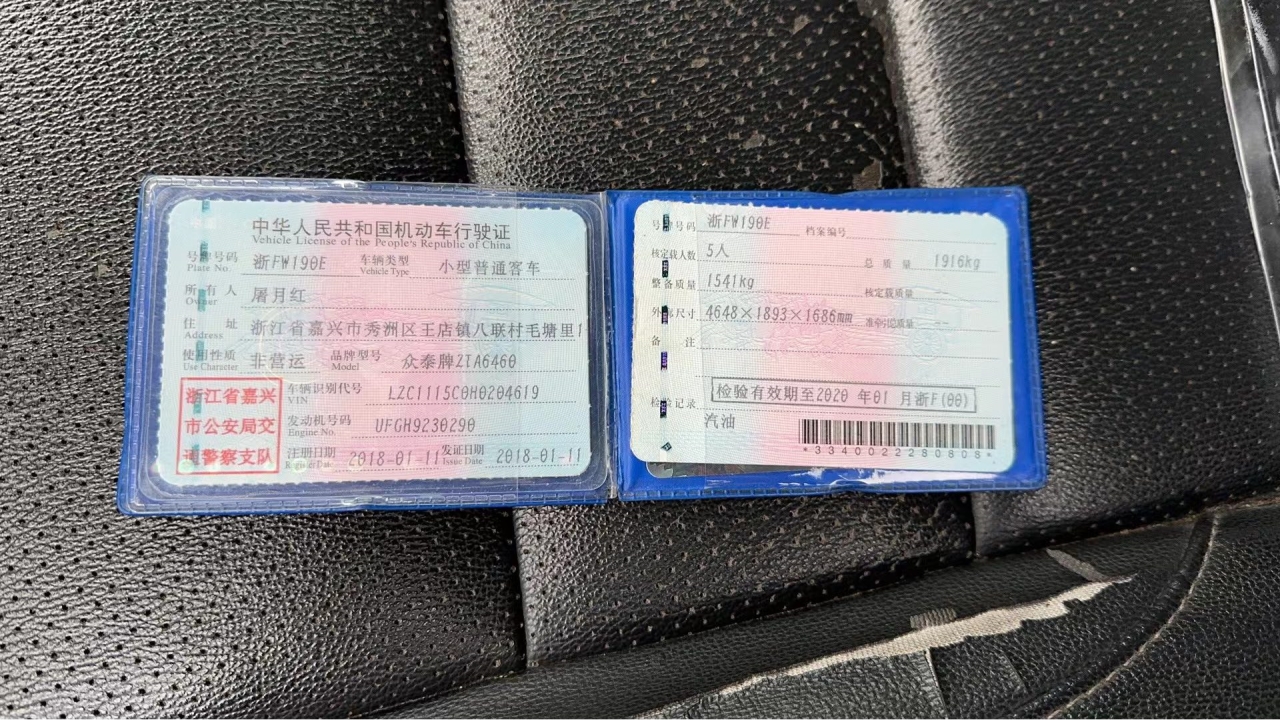 中华人民共和国机动车行驶证
Vehicle License of the People's Republic of China
号牌号码 浙FW190E 车辆类型 小型普通客车
Plate No. Vehicle Type
所有人 屠月红
Owner
住址 浙江省嘉兴市秀洲区王店镇八联村毛塘里1
Address
使用性质 非营运 品牌型号 众泰牌ZTA6460
Use Character Model
浙江省嘉兴
市公安局交
通警察支队
车辆识别代号 LZC1115C0H0204619
VIN
发动机号码 UFGH9230290
Engine No.
注册日期 2018-01-11 发证日期 2018-01-11
Register Date Issue Date
号牌号码 浙FW190E 档案编号
核定载人数 5人 总质量 1916kg
整备质量 1541kg 核定载质量 --
外廓尺寸 4648×1893×1686mm 准牵引总质量 --
备注
检验记录 检验有效期至2020年01月浙F(00)
汽油
*3340022280808*